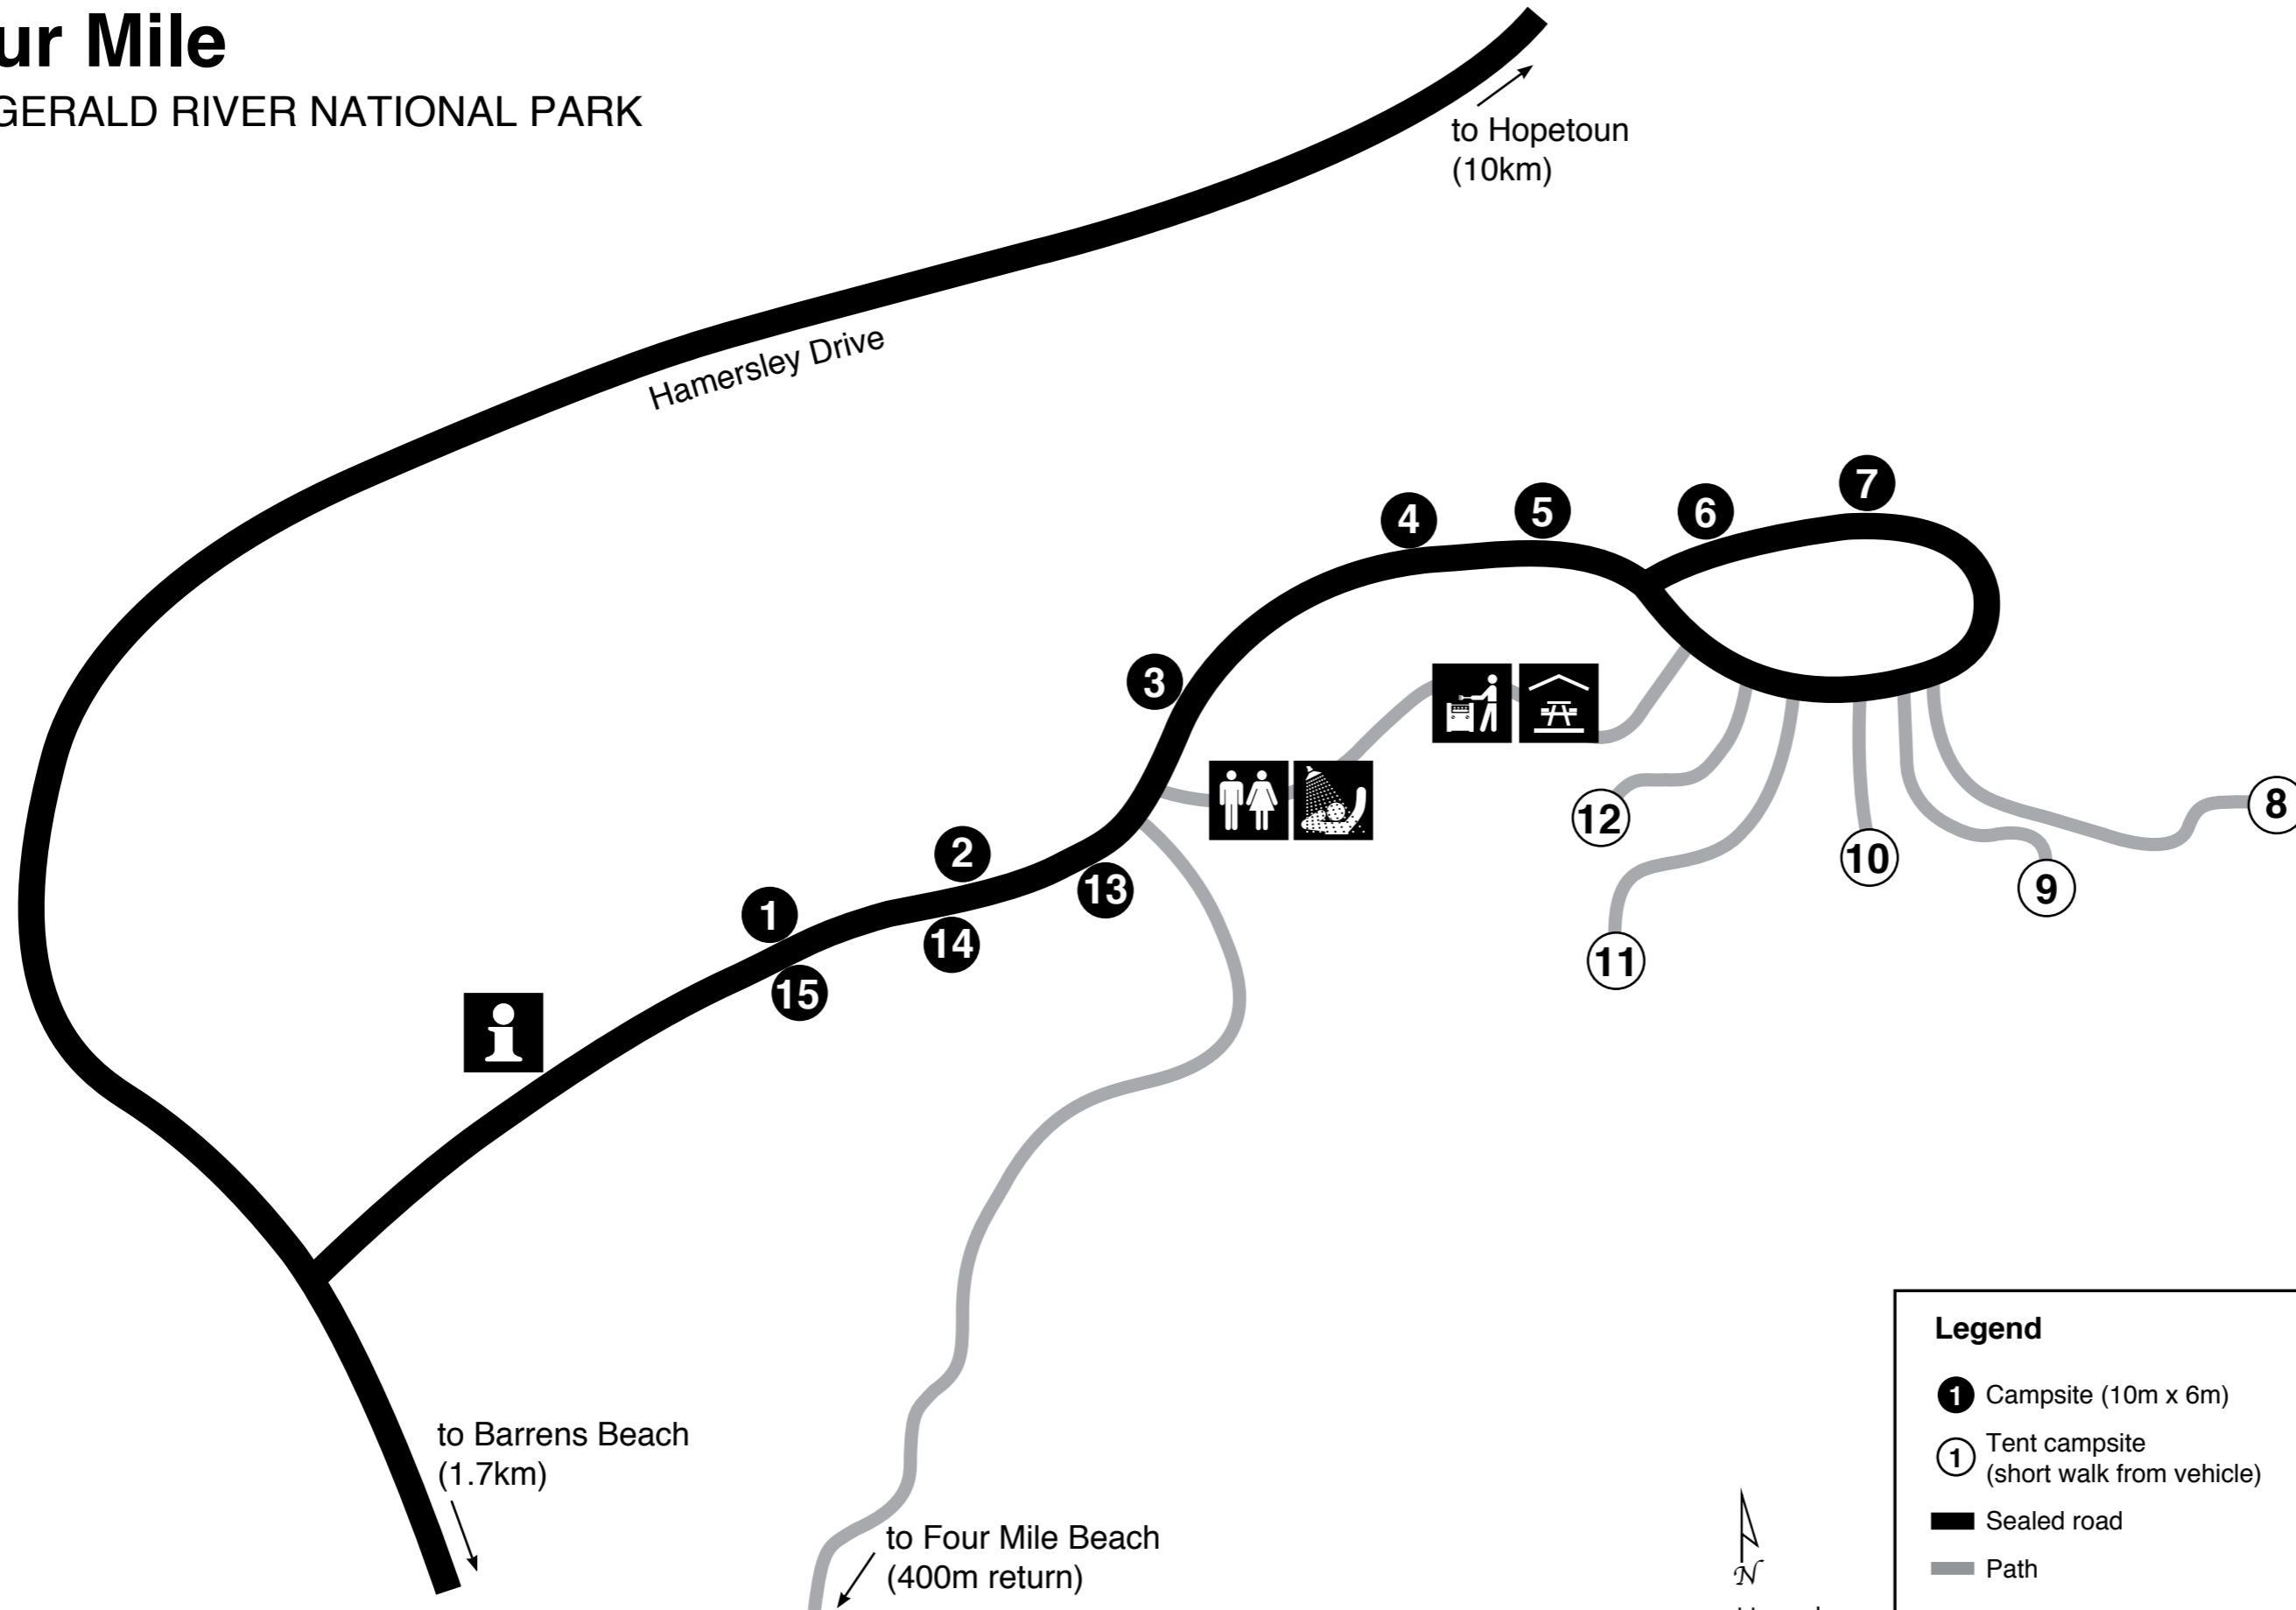 ur Mile
GERALD RIVER NATIONAL PARK
to Hopetoun
(10km)
Hamersley Drive
7
5
6
4
3
12
8
2
10
13
9
1
14
11
15
i
to Barrens Beach
(1.7km)
to Four Mile Beach
(400m return)
N
Legend
1 Campsite (10m x 6m)
1 Tent campsite
(short walk from vehicle)
Sealed road
Path